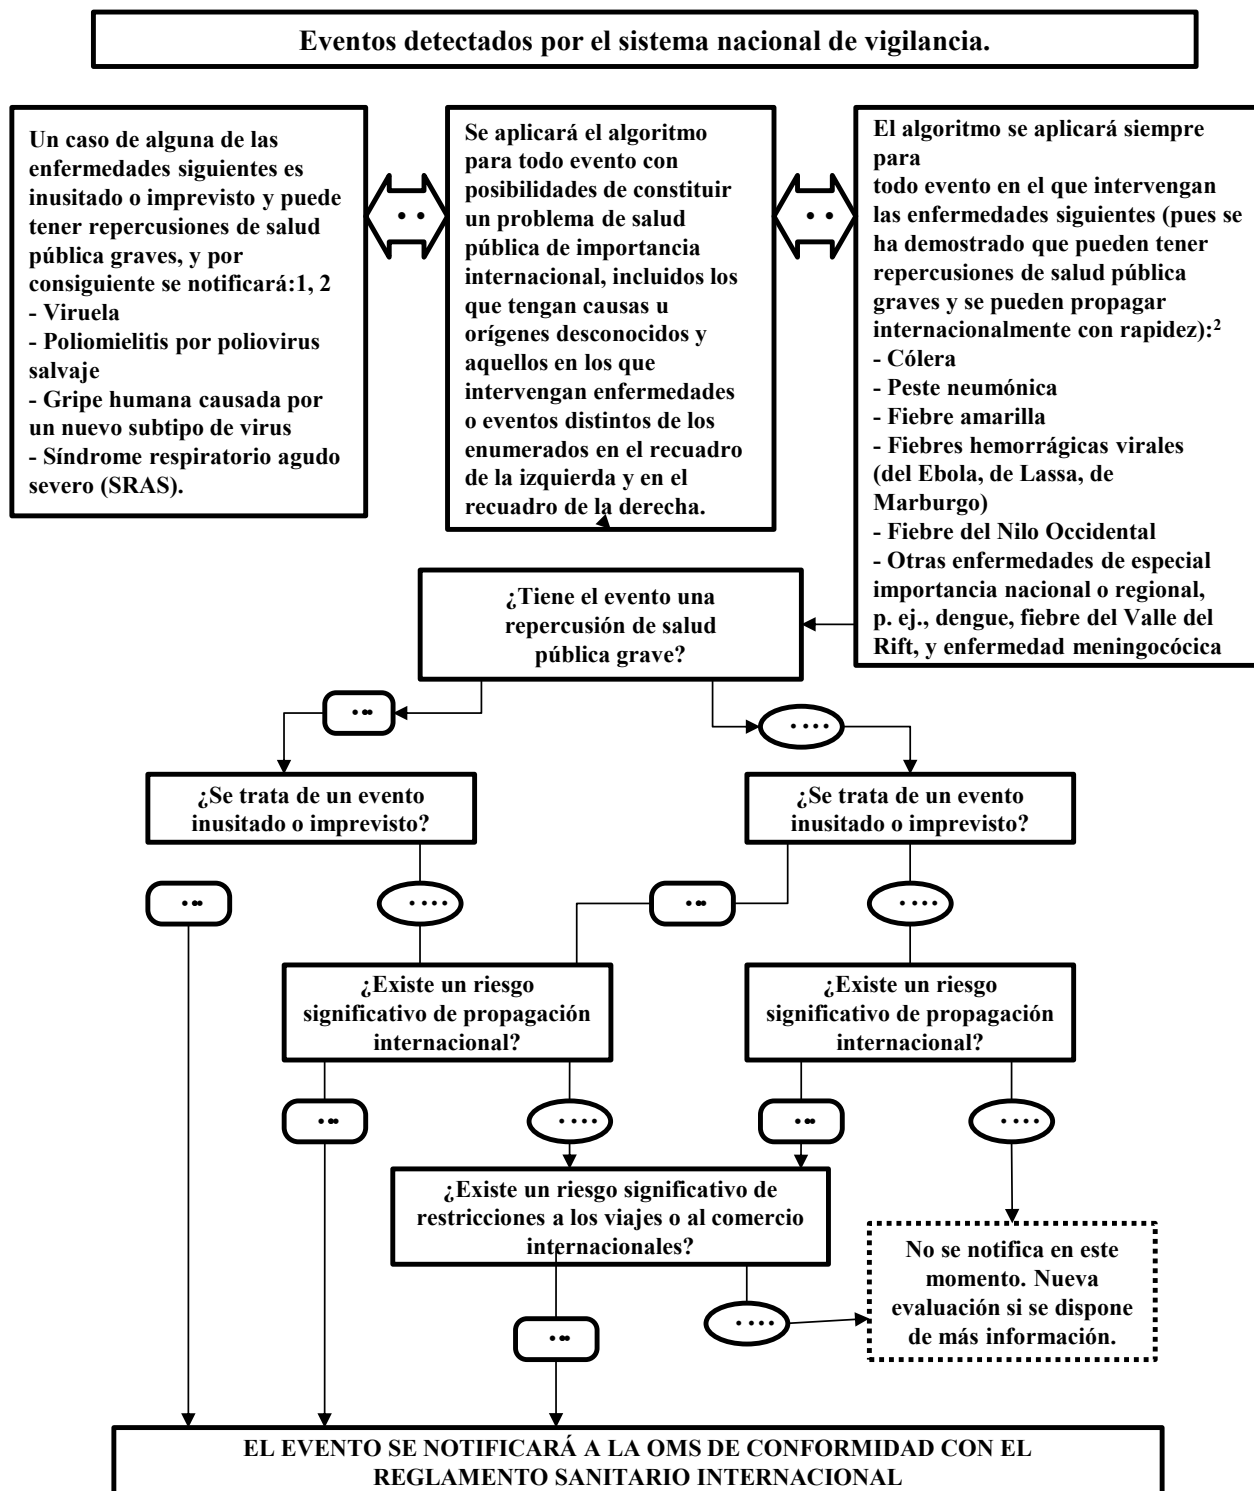 Eventos detectados por el sistema nacional de vigilancia.
Un caso de alguna de las
enfermedades siguientes es
inusitado o imprevisto y puede
tener repercusiones de salud
pública graves, y por
consiguiente se notificará:1, 2
- Viruela
- Poliomielitis por poliovirus
salvaje
- Gripe humana causada por
un nuevo subtipo de virus
- Síndrome respiratorio agudo
severo (SRAS).
Se aplicará el algoritmo
para todo evento con
posibilidades de constituir
un problema de salud
pública de importancia
internacional, incluidos los
que tengan causas u
orígenes desconocidos y
aquellos en los que
intervengan enfermedades
o eventos distintos de los
enumerados en el recuadro
de la izquierda y en el
recuadro de la derecha.
El algoritmo se aplicará siempre
para
todo evento en el que intervengan
las enfermedades siguientes (pues se
ha demostrado que pueden tener
repercusiones de salud pública
graves y se pueden propagar
internacionalmente con rapidez):²
- Cólera
- Peste neumónica
- Fiebre amarilla
- Fiebres hemorrágicas virales
(del Ebola, de Lassa, de
Marburgo)
- Fiebre del Nilo Occidental
- Otras enfermedades de especial
importancia nacional o regional,
p. ej., dengue, fiebre del Valle del
Rift, y enfermedad meningocócica
¿Tiene el evento una
repercusión de salud
pública grave?
¿Se trata de un evento
inusitado o imprevisto?
¿Se trata de un evento
inusitado o imprevisto?
¿Existe un riesgo
significativo de propagación
internacional?
¿Existe un riesgo
significativo de propagación
internacional?
¿Existe un riesgo significativo de
restricciones a los viajes o al comercio
internacionales?
No se notifica en este
momento. Nueva
evaluación si se dispone
de más información.
EL EVENTO SE NOTIFICARÁ A LA OMS DE CONFORMIDAD CON EL
REGLAMENTO SANITARIO INTERNACIONAL